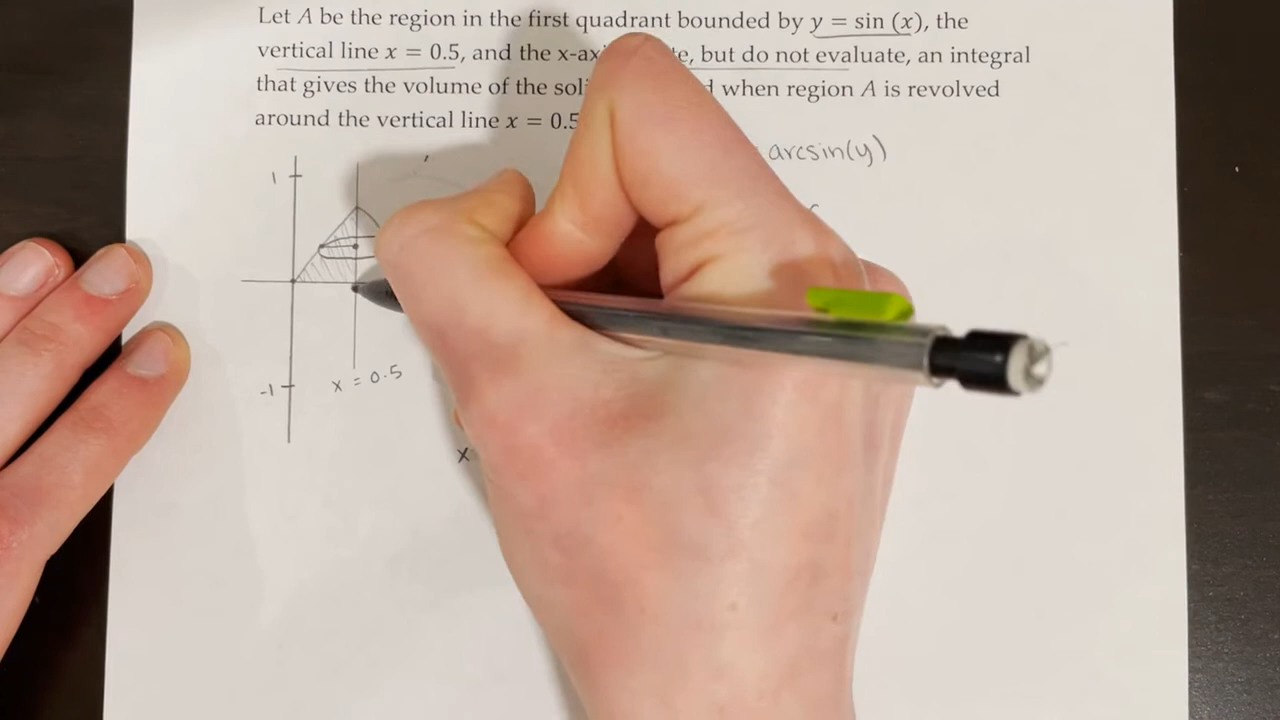 Let A be the region in the first quadrant bounded by y = sin (x), the
vertical line x = 0.5, and the x-ax , but do not evaluate, an integral
that gives the volume of the when region A is revolved
around the vertical line x = 0.5
arcsin(y)
1
-1
x = 0.5
x